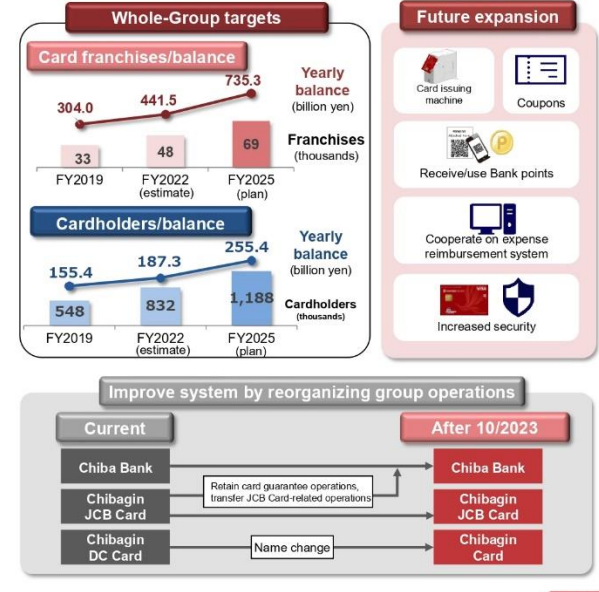 Whole-Group targets
Card franchises/balance
304.0
441.5
735.3
Yearly
balance
(billion yen)
Franchises
(thousands)
33
48
69
FY2019
FY2022
(estimate)
FY2025
(plan)
Cardholders/balance
155.4
187.3
255.4
Yearly
balance
(billion yen)
Cardholders
(thousands)
548
832
1,188
FY2019
FY2022
(estimate)
FY2025
(plan)
Future expansion
Card issuing
machine
Coupons
P
Receive/use Bank points
Cooperate on expense
reimbursement system
VISA
Increased security
Improve system by reorganizing group operations
Current
After 10/2023
Chiba Bank
Chiba Bank
Retain card guarantee operations,
transfer JCB Card-related operations
Chibagin
JCB Card
Chibagin
JCB Card
Chibagin
DC Card
Name change
Chibagin
Card